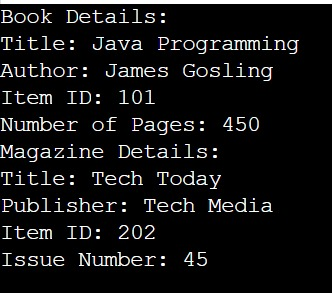 Book Details:
Title: Java Programming
Author: James Gosling
Item ID: 101
Number of Pages: 450
Magazine Details:
Title: Tech Today
Publisher: Tech Media
Item ID: 202
Issue Number: 45